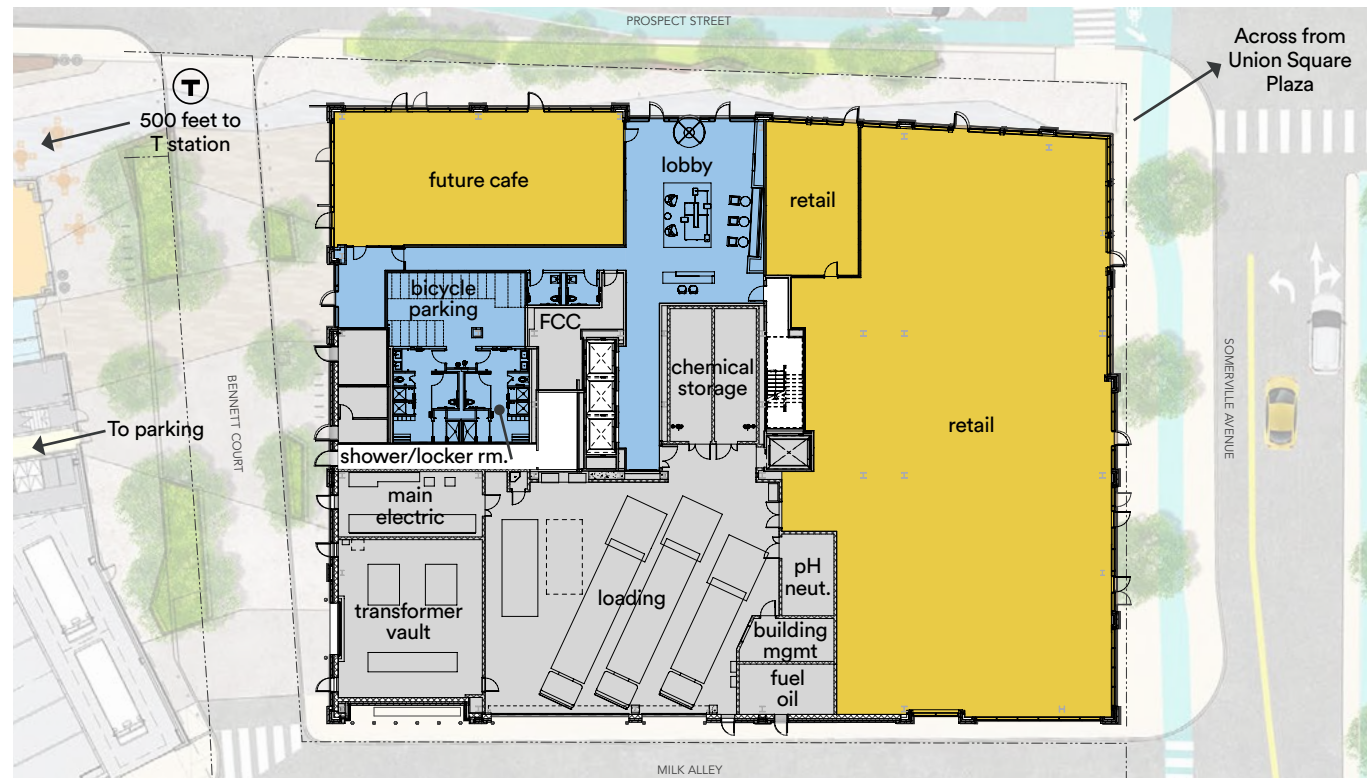 PROSPECT STREET
Across from
Union Square
Plaza
T
500 feet to
T station
lobby
future cafe
retail
bicycle
parking
FCC
chemical
storage
retail
SOMERVILLE AVENUE
BENNETT COURT
To parking
shower/locker rm.
main
electric
pH
neut.
loading
transformer
vault
building
mgmt
fuel
oil
MILK ALLEY